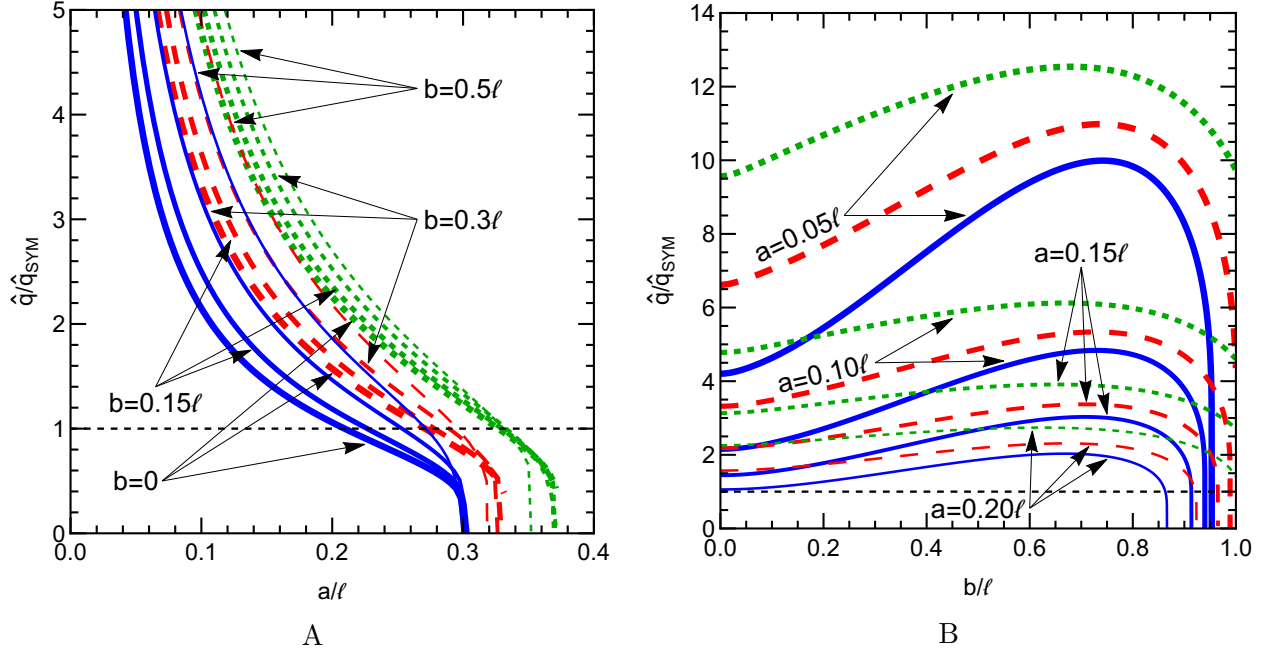 5
4
3
2
1
0
q̂/q̂SYM
b=0.5ℓ
b=0.3ℓ
b=0.15ℓ
b=0
0.0 0.1 0.2 0.3 0.4
a/ℓ
A
14
12
10
8
6
4
2
0
q̂/q̂SYM
a=0.05ℓ
a=0.15ℓ
a=0.10ℓ
a=0.20ℓ
0.0 0.2 0.4 0.6 0.8 1.0
b/ℓ
B